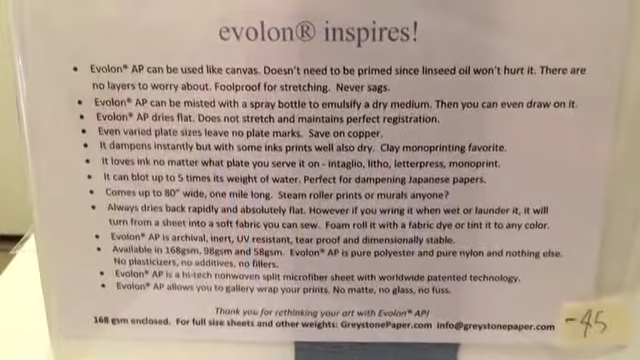 evolon® inspires!
• Evolon® AP can be used like canvas. Doesn't need to be primed since linseed oil won't hurt it. There are
no layers to worry about. Foolproof for stretching. Never sags.
• Evolon® AP can be misted with a spray bottle to emulsify a dry medium. Then you can even draw on it.
• Evolon® AP dries flat. Does not stretch and maintains perfect registration.
• Even varied plate sizes leave no plate marks. Save on copper.
• It dampens instantly but with some inks prints well also dry. Clay monoprinting favorite.
• It loves ink no matter what plate you serve it on - intaglio, litho, letterpress, monoprint.
• It can blot up to 5 times its weight of water. Perfect for dampening Japanese papers.
• Comes up to 80" wide, one mile long. Steam roller prints or murals anyone?
• Always dries back rapidly and absolutely flat. However if you wring it when wet or launder it, it will
turn from a sheet into a soft fabric you can sew. Foam roll it with a fabric dye or tint it to any color.
• Evolon® AP is archival, inert, UV resistant, tear proof and dimensionally stable.
• Available in 168gsm, 98gsm and 58gsm. Evolon® AP is pure polyester and pure nylon and nothing else.
No plasticizers, no additives, no fillers.
• Evolon® AP is a hi-tech nonwoven split microfiber sheet with worldwide patented technology.
• Evolon® AP allows you to gallery wrap your prints. No matte, no glass, no fuss.
Thank you for rethinking your art with Evolon® AP!
168 gsm enclosed. For full size sheets and other weights: GreystonePaper.com info@greystonepaper.com
-45